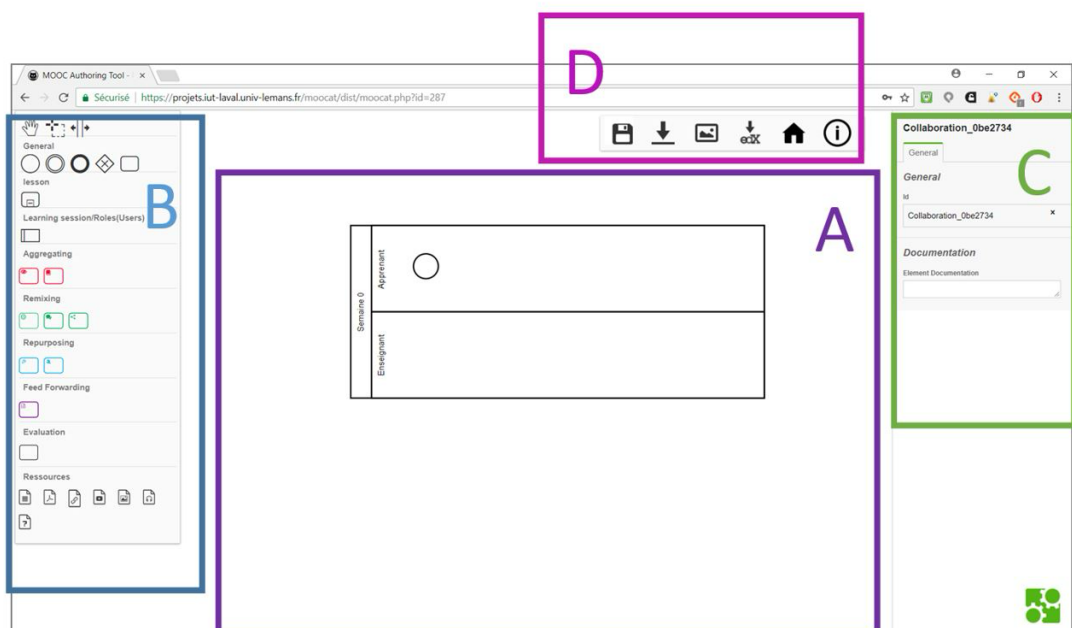 D
MOOC Authoring Tool -
Sécurisé | https://projets.iut-laval.univ-lemans.fr/moocat/dist/moocat.php?id=287
edX
B
General
lesson
Learning session/Roles(Users)
Aggregating
Remixing
Repurposing
Feed Forwarding
Evaluation
Ressources
A
Semaine 0
Apprenant
Enseignant
C
Collaboration_0be2734
General
General
Id
Collaboration_0be2734
x
Documentation
Element Documentation